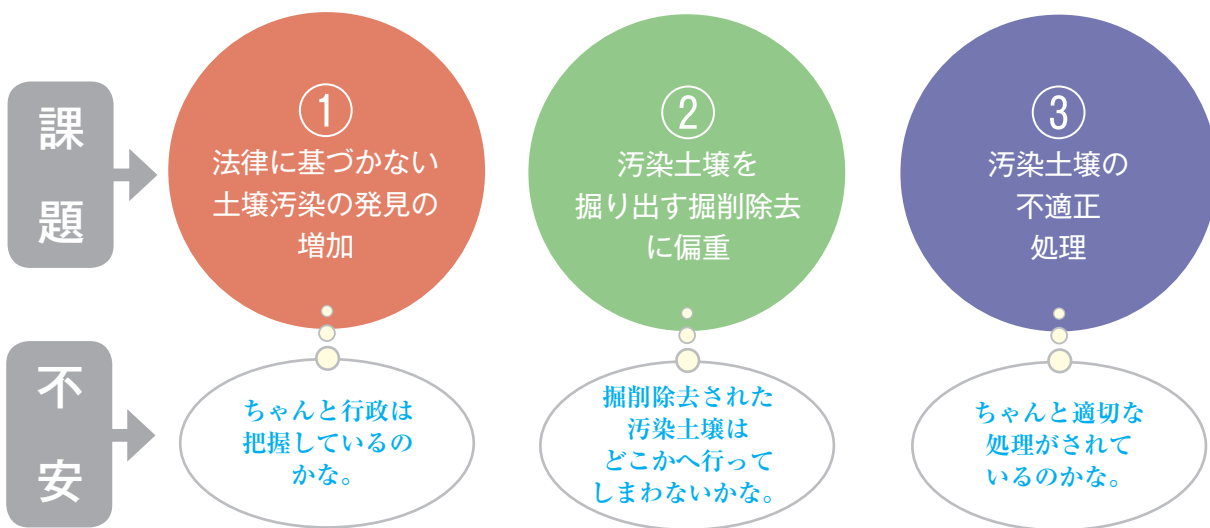 課題
①
法律に基づかない
土壌汚染の発見の
増加
②
汚染土壌を
掘り出す掘削除去
に偏重
③
汚染土壌の
不適正
処理
不安
ちゃんと行政は
把握しているの
かな。
掘削除去された
汚染土壌は
どこかへ行って
しまわないかな。
ちゃんと適切な
処理がされて
いるのかな。